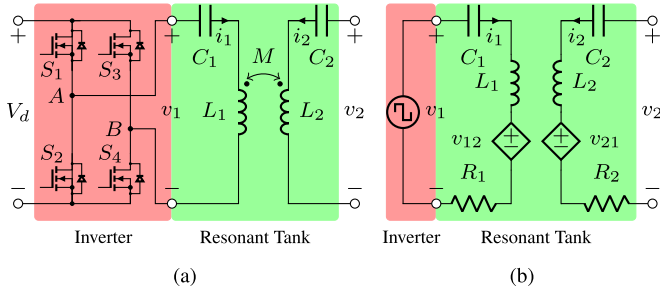 + + i₁ i₂ + + i₁ i₂ +
S₁ S₃ C₁ M C₂ C₁ C₂
A L₁ L₂
V_d v₁ L₁ L₂ v₂ v₁ v₂
B v₁₂ + − + − v₂₁
S₂ S₄ R₁ R₂
− − − − −
Inverter Resonant Tank Inverter Resonant Tank
(a) (b)